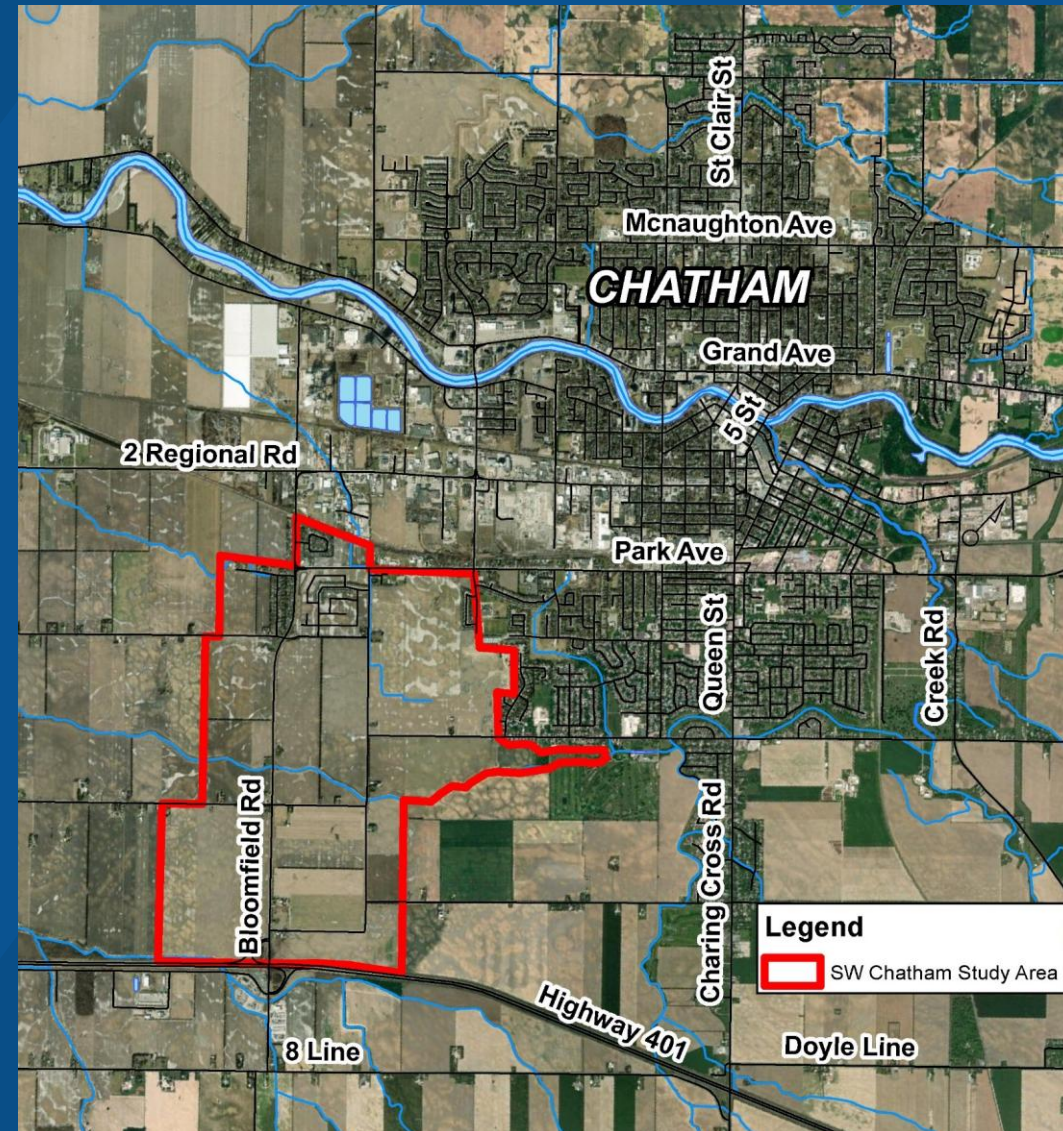 St Clair St
Mcnaughton Ave
CHATHAM
Grand Ave
5 St
2 Regional Rd
Park Ave
Queen St
Creek Rd
Bloomfield Rd
Charing Cross Rd
Legend
SW Chatham Study Area
Highway 401
8 Line
Doyle Line